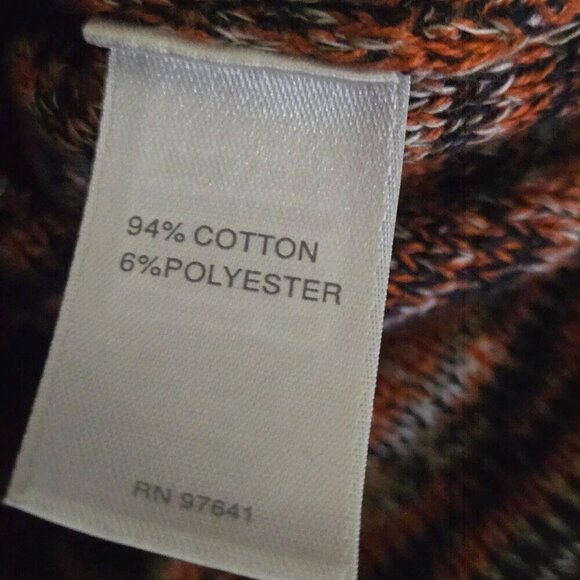 94% COTTON
6%POLYESTER
RN 97641